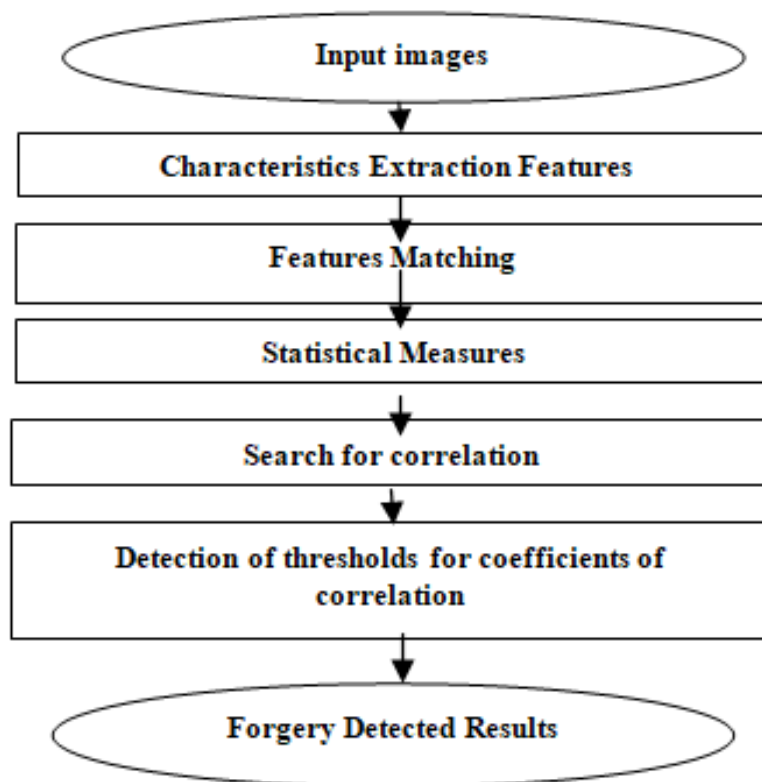 Input images
Characteristics Extraction Features
Features Matching
Statistical Measures
Search for correlation
Detection of thresholds for coefficients of
correlation
Forgery Detected Results